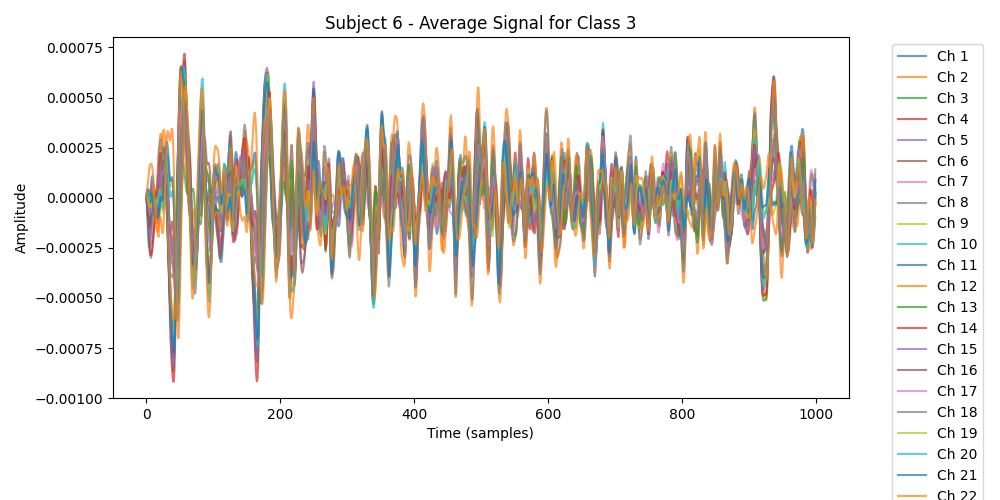 Subject 6 - Average Signal for Class 3
0.00075
0.00050
0.00025
0.00000
−0.00025
−0.00050
−0.00075
−0.00100
Amplitude
0
200
400
600
800
1000
Time (samples)
Ch 1
Ch 2
Ch 3
Ch 4
Ch 5
Ch 6
Ch 7
Ch 8
Ch 9
Ch 10
Ch 11
Ch 12
Ch 13
Ch 14
Ch 15
Ch 16
Ch 17
Ch 18
Ch 19
Ch 20
Ch 21
Ch 22